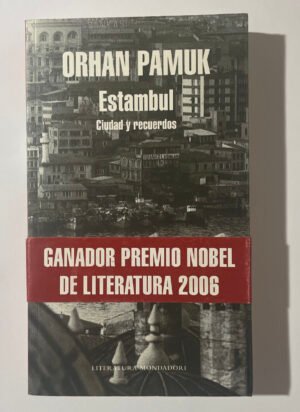 ORHAN PAMUK
Estambul
Ciudad y recuerdos
GANADOR PREMIO NOBEL
DE LITERATURA 2006
LITERATURA MONDADORI